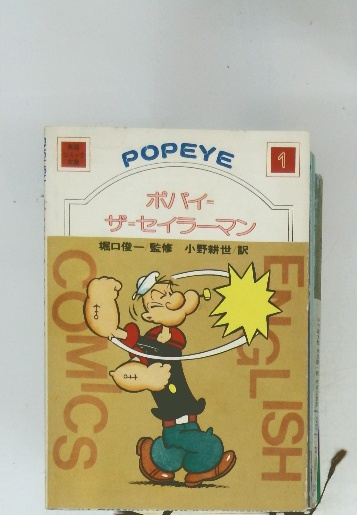 POPEYE
1
ポパイ=
ザ=セイラーマン
堀口俊一 監修 小野耕世/訳
ENGLISH
COMICS